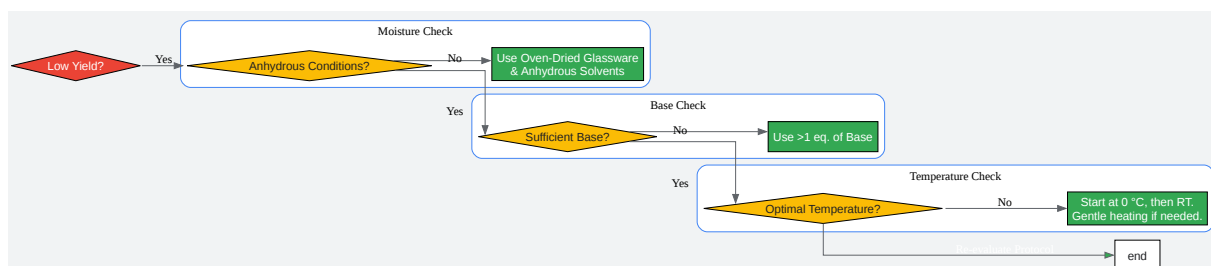 Moisture Check
Low Yield?
Yes
Anhydrous Conditions?
No
Use Oven-Dried Glassware
& Anhydrous Solvents
Yes
Base Check
Sufficient Base?
No
Use >1 eq. of Base
Yes
Temperature Check
Optimal Temperature?
No
Start at 0 °C, then RT.
Gentle heating if needed.
end